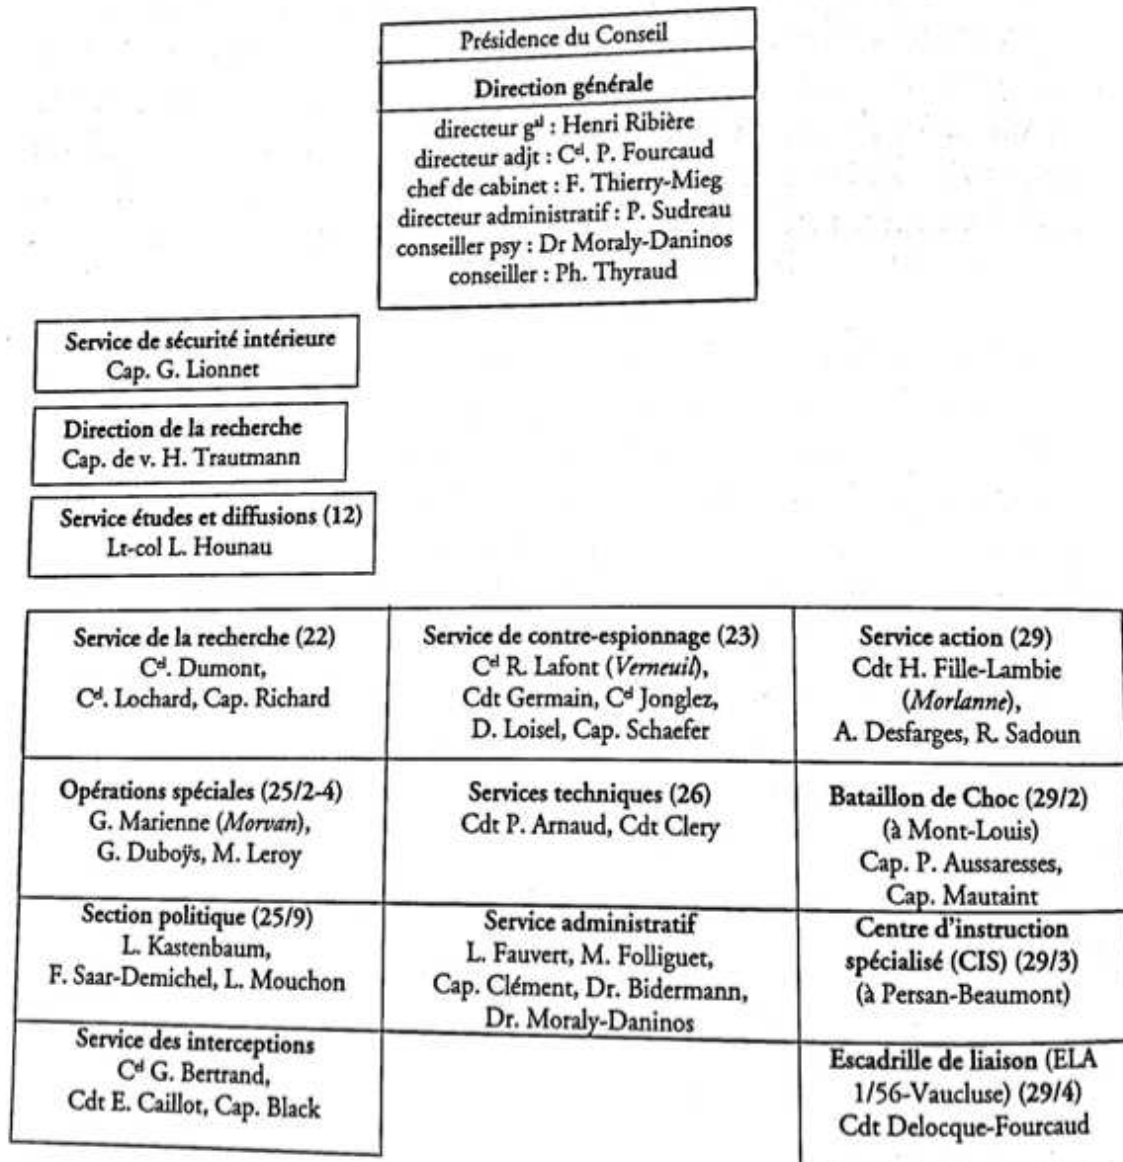 Présidence du Conseil
Direction générale
directeur gᵃˡ : Henri Ribière
directeur adjt : Cᵉˡ. P. Fourcaud
chef de cabinet : F. Thierry-Mieg
directeur administratif : P. Sudreau
conseiller psy : Dr Moraly-Daninos
conseiller : Ph. Thyraud
Service de sécurité intérieure
Cap. G. Lionnet
Direction de la recherche
Cap. de v. H. Trautmann
Service études et diffusions (12)
Lt-col L. Hounau
Service de la recherche (22)
Cᵉˡ. Dumont,
Cᵉˡ. Lochard, Cap. Richard
Service de contre-espionnage (23)
Cᵉˡ R. Lafont (Verneuil),
Cdt Germain, Cᵉˡ Jonglez,
D. Loisel, Cap. Schaefer
Service action (29)
Cdt H. Fille-Lambie
(Morlanne),
A. Desfarges, R. Sadoun
Opérations spéciales (25/2-4)
G. Marienne (Morvan),
G. Duboÿs, M. Leroy
Services techniques (26)
Cdt P. Arnaud, Cdt Clery
Bataillon de Choc (29/2)
(à Mont-Louis)
Cap. P. Aussaresses,
Cap. Mautaint
Section politique (25/9)
L. Kastenbaum,
F. Saar-Demichel, L. Mouchon
Service administratif
L. Fauvert, M. Folliguet,
Cap. Clément, Dr. Bidermann,
Dr. Moraly-Daninos
Centre d'instruction
spécialisé (CIS) (29/3)
(à Persan-Beaumont)
Service des interceptions
Cᵉˡ G. Bertrand,
Cdt E. Caillot, Cap. Black
Escadrille de liaison (ELA
1/56-Vaucluse) (29/4)
Cdt Delocque-Fourcaud